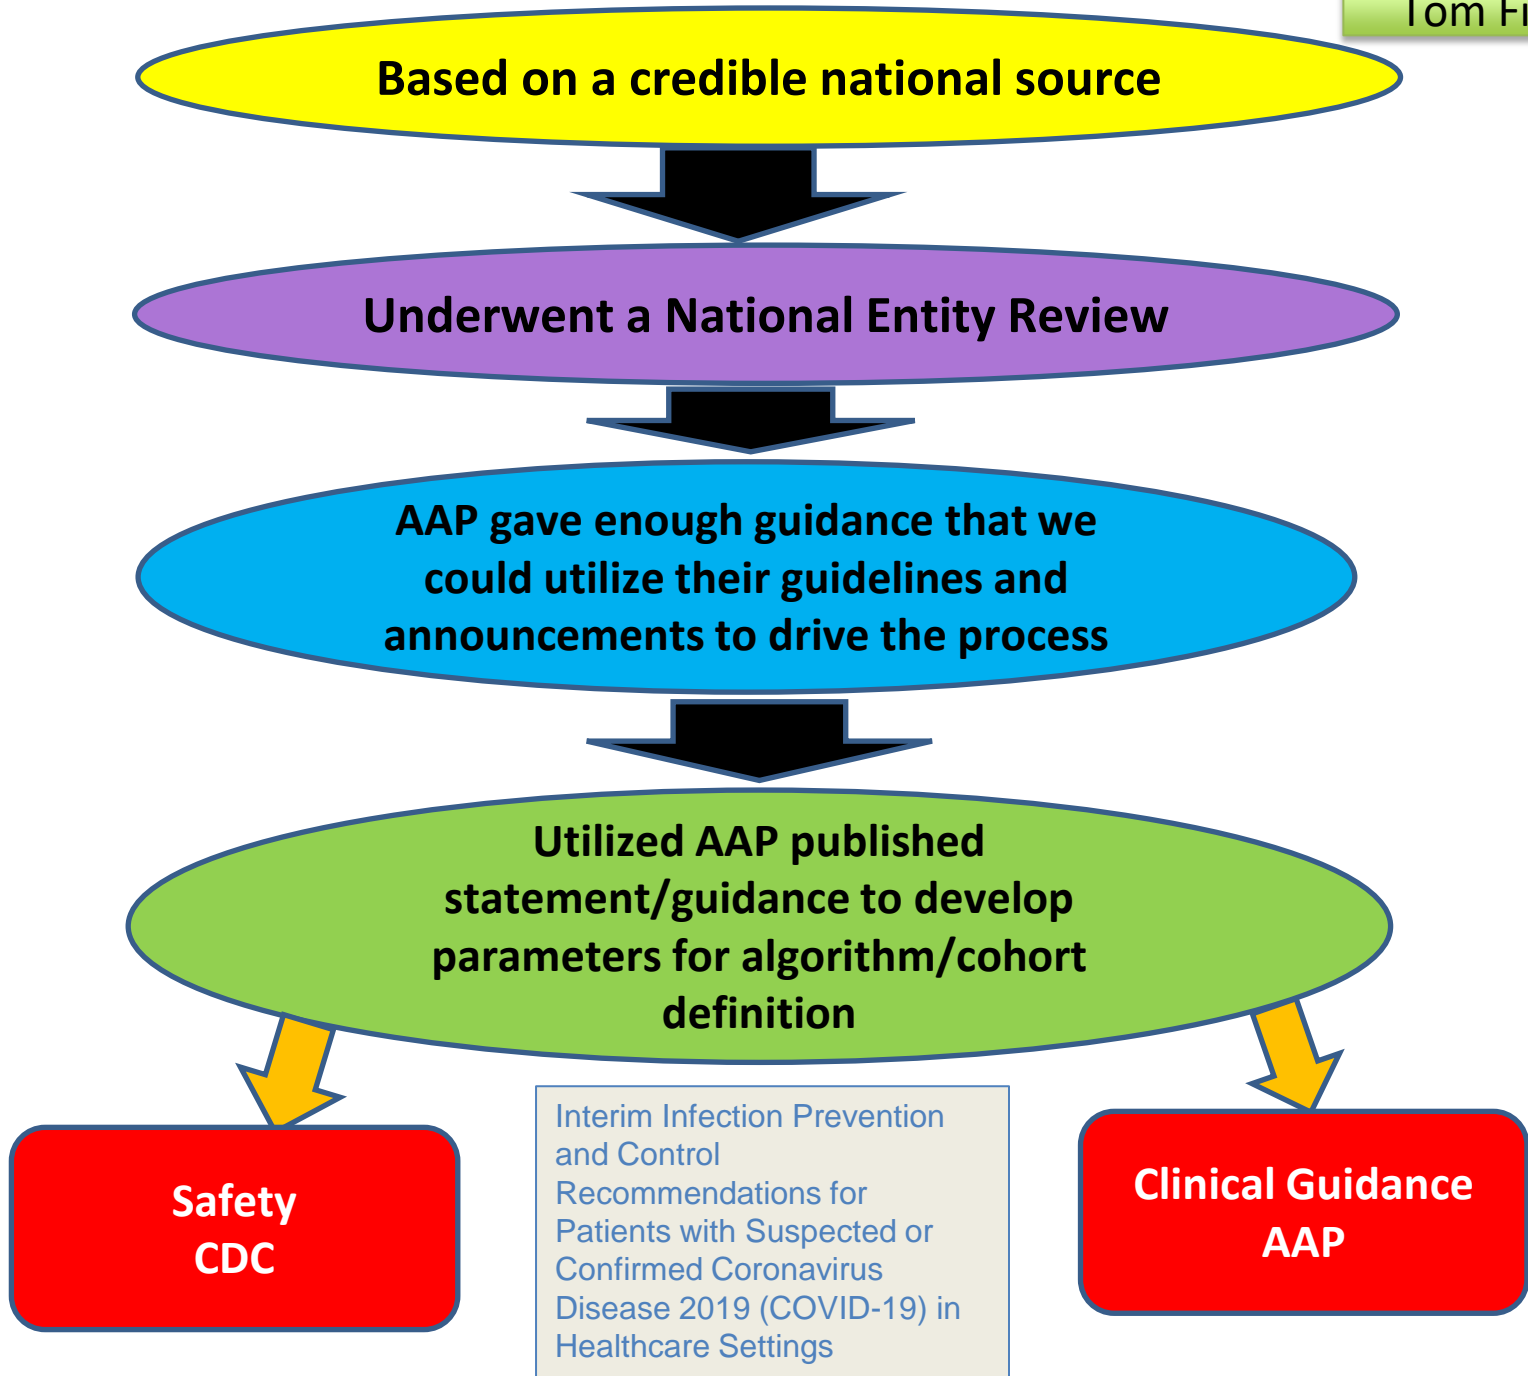 Tom
Based on a credible national source
Underwent a National Entity Review
AAP gave enough guidance that we
could utilize their guidelines and
announcements to drive the process
Utilized AAP published
statement/guidance to develop
parameters for algorithm/cohort
definition
Safety
CDC
Interim Infection Prevention
and Control
Recommendations for
Patients with Suspected or
Confirmed Coronavirus
Disease 2019 (COVID-19) in
Healthcare Settings
Clinical Guidance
AAP